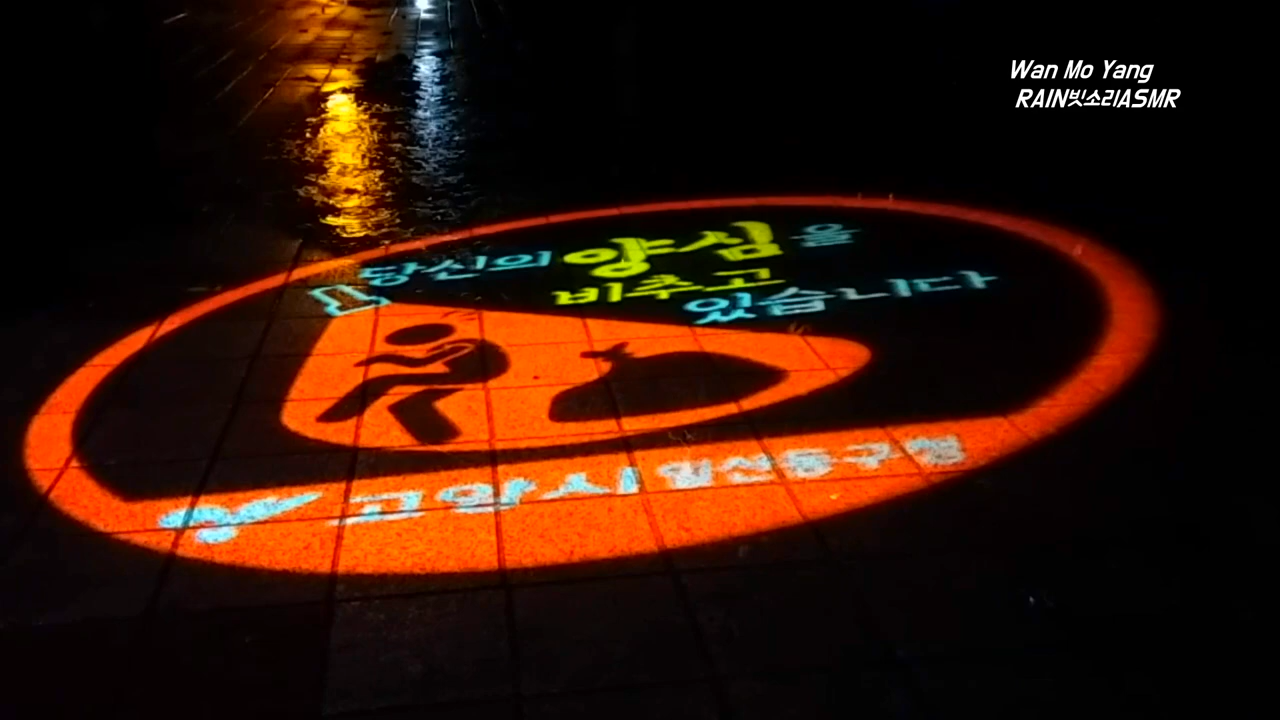 Wan Mo Yang
RAIN빗소리ASMR
당신의 양심을
비추고
있습니다
고양시 일산동구청